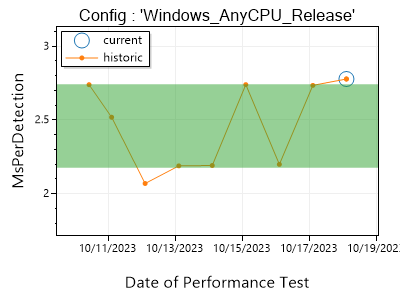 Config : 'Windows_AnyCPU_Release'
current
historic
3
2.5
2
MsPerDetection
10/11/2023 10/13/2023 10/15/2023 10/17/2023 10/19/2023
Date of Performance Test